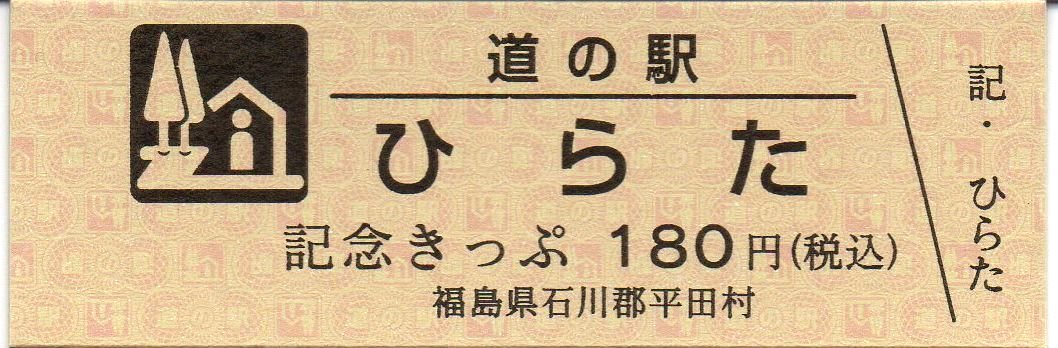 道の駅
ひらた
記念きっぷ 180円(税込)
福島県石川郡平田村
記・ひらた